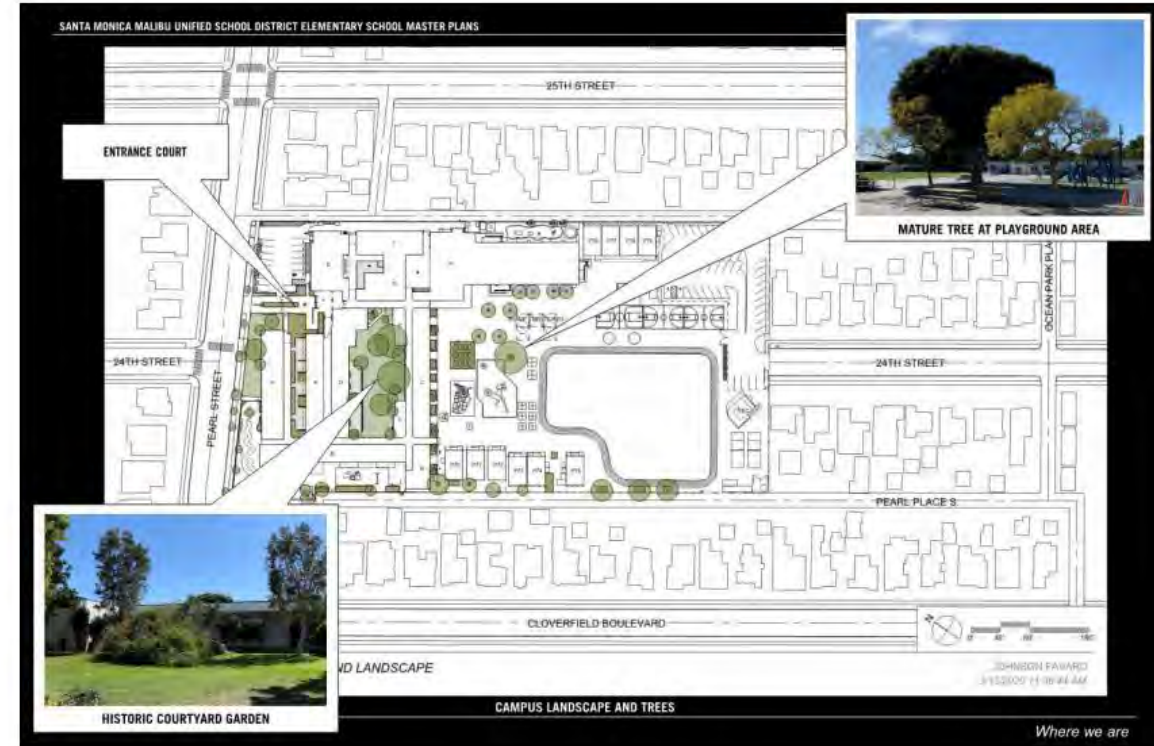 SANTA MONICA MALIBU UNIFIED SCHOOL DISTRICT ELEMENTARY SCHOOL MASTER PLANS
25TH STREET
ENTRANCE COURT
MATURE TREE AT PLAYGROUND AREA
OCEAN PARK PL
24TH STREET
24TH STREET
PEARL STREET
PEARL PLACE S
CLOVERFIELD BOULEVARD
N
ND LANDSCAPE
JOHNSON FAVARO
HISTORIC COURTYARD GARDEN
CAMPUS LANDSCAPE AND TREES
Where we are